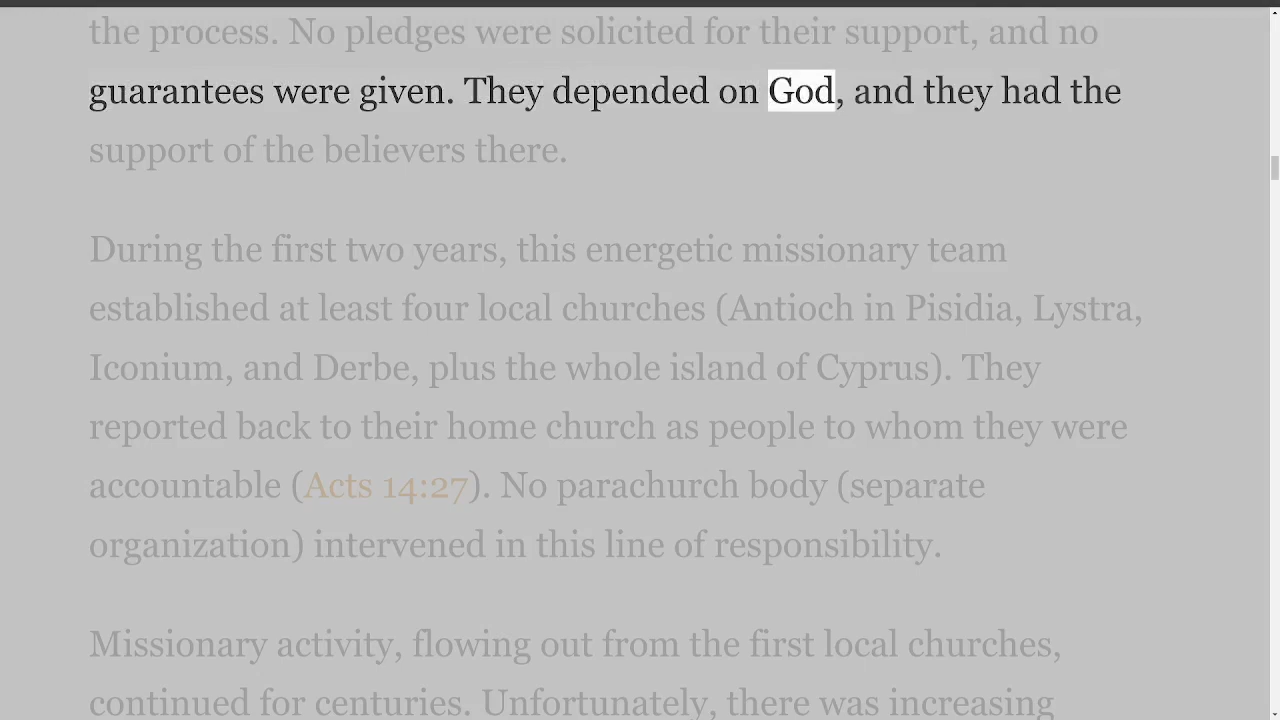 the process. No pledges were solicited for their support, and no
guarantees were given. They depended on God, and they had the
support of the believers there.
During the first two years, this energetic missionary team
established at least four local churches (Antioch in Pisidia, Lystra,
Iconium, and Derbe, plus the whole island of Cyprus). They
reported back to their home church as people to whom they were
accountable (Acts 14:27). No parachurch body (separate
organization) intervened in this line of responsibility.
Missionary activity, flowing out from the first local churches,
continued for centuries. Unfortunately, there was increasing